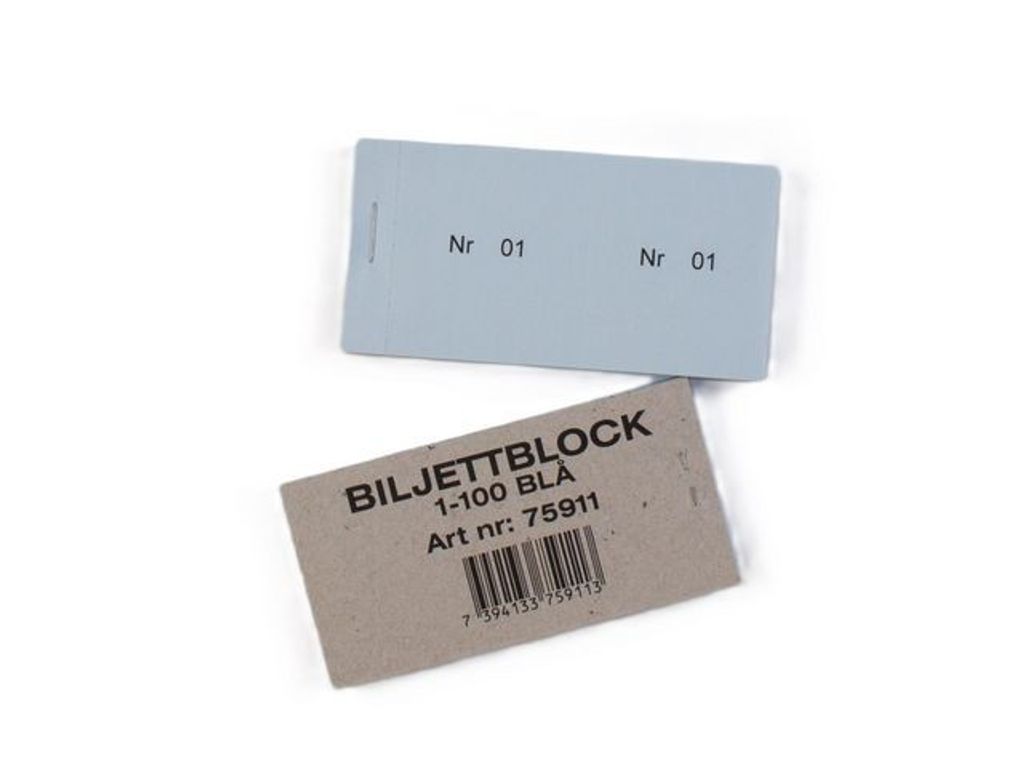 Nr 01 Nr 01
BILJETTBLOCK
1-100 BLÅ
Art nr: 75911
7 394133 759113